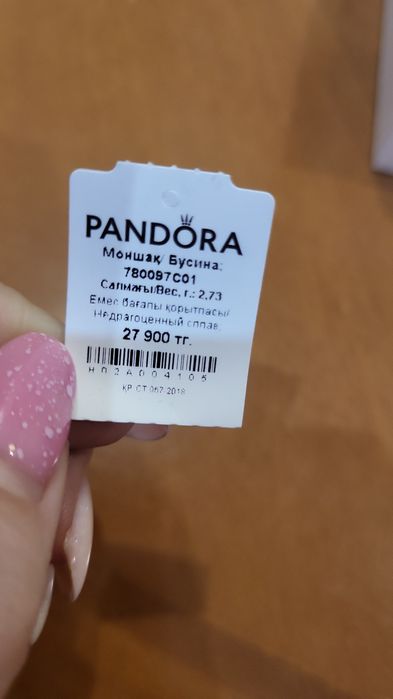 PANDORA
Моншақ/ Бусина:
780097C01
Салмағы/Вес, г.: 2,73
Емес бағалы қорытпасы/
Недрагоценный сплав,
27 900 тг.
H02A004105
ҚР СТ 067-2018